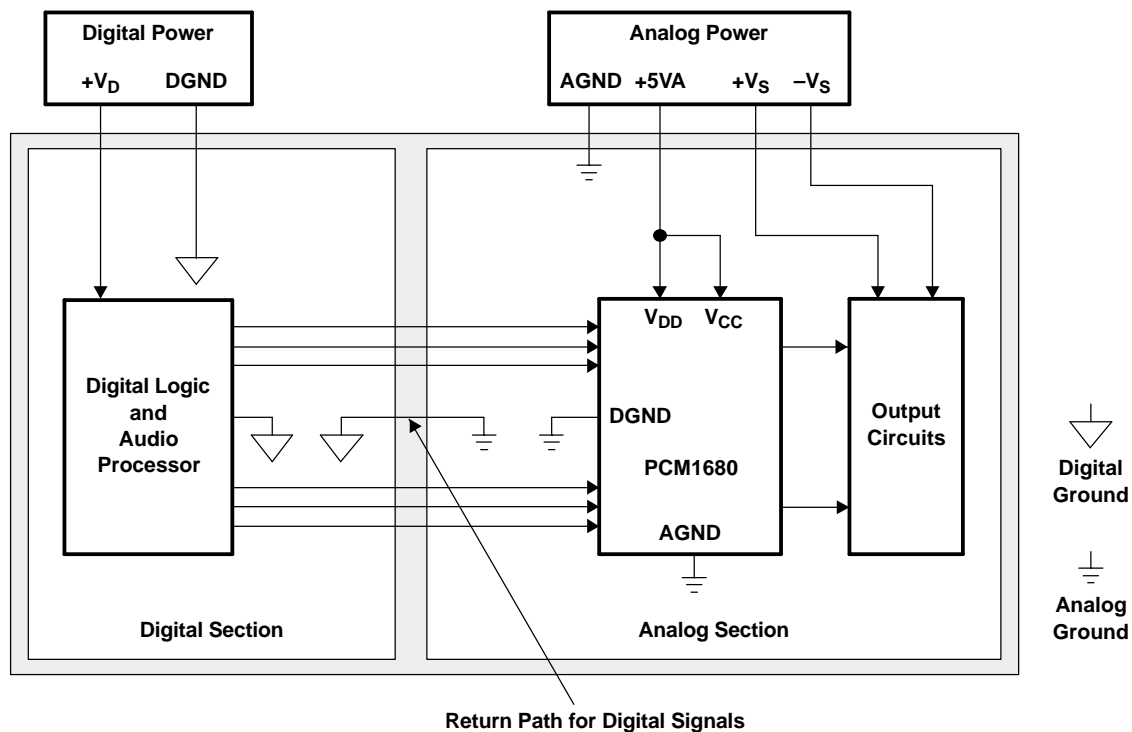 Digital Power
+VD DGND
Analog Power
AGND +5VA +VS –VS
VDD VCC
Digital Logic
and
Audio
Processor
DGND
PCM1680
AGND
Output
Circuits
Digital
Ground
Analog
Ground
Digital Section
Analog Section
Return Path for Digital Signals